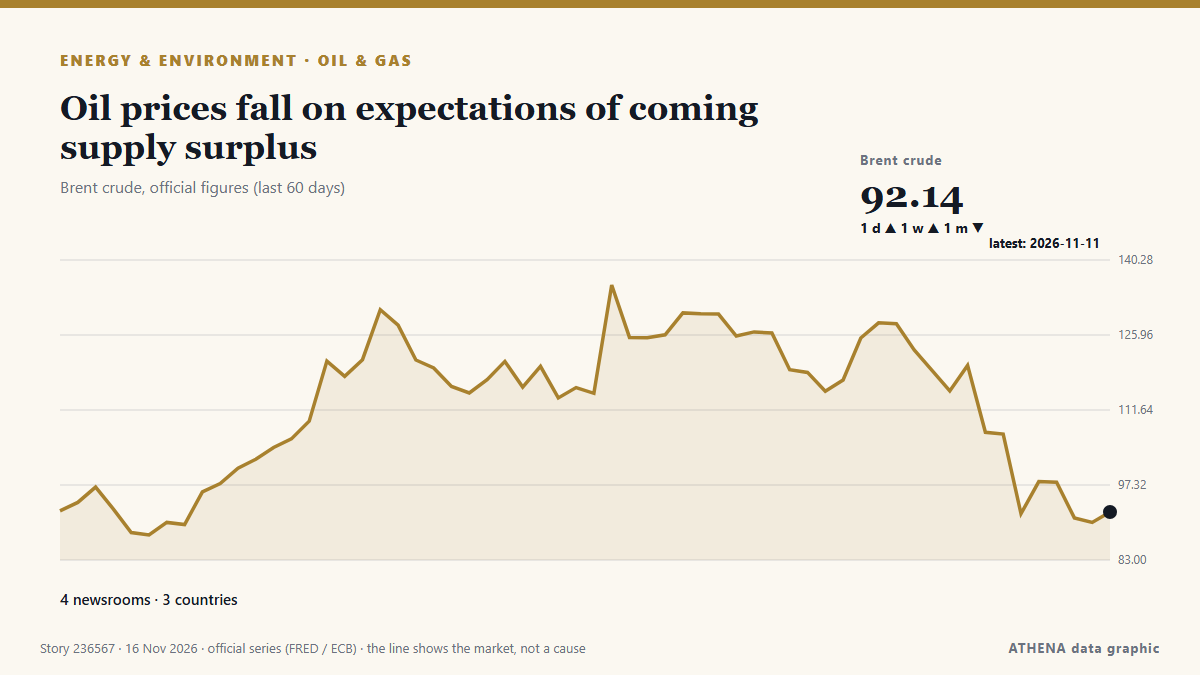 ENERGY & ENVIRONMENT · OIL & GAS
Oil prices fall on expectations of coming
supply surplus
Brent crude, official figures (last 60 days)
Brent crude
92.14
1 d ▲ 1 w ▲ 1 m ▼
latest: 2026-11-11
140.28
125.96
111.64
97.32
83.00
4 newsrooms · 3 countries
Story 236567 · 16 Nov 2026 · official series (FRED / ECB) · the line shows the market, not a cause
ATHENA data graphic